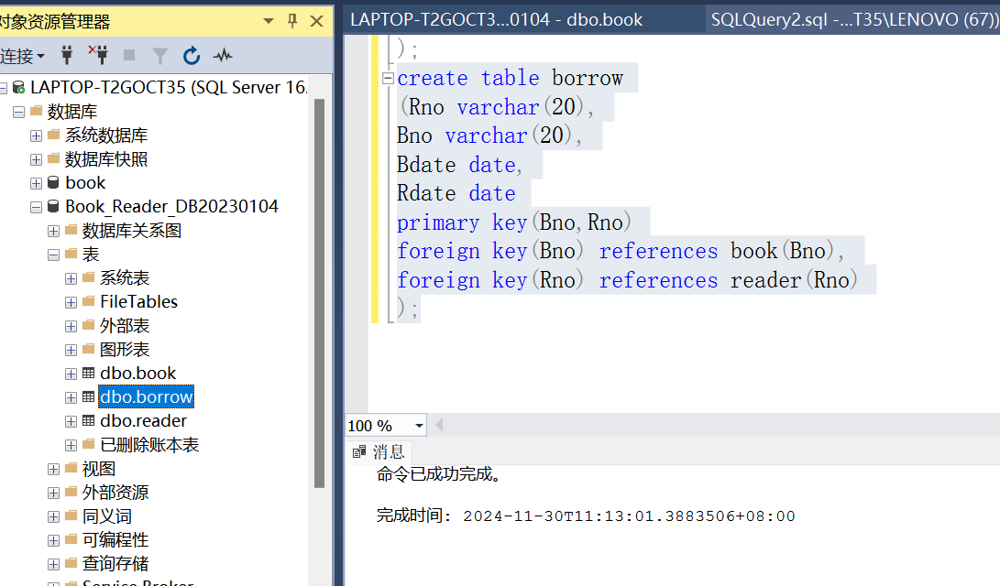 对象资源管理器
连接
LAPTOP-T2GOCT35 (SQL Server 16.
数据库
系统数据库
数据库快照
book
Book_Reader_DB20230104
数据库关系图
表
系统表
FileTables
外部表
图形表
dbo.book
dbo.borrow
dbo.reader
已删除账本表
视图
外部资源
同义词
可编程性
查询存储
Service Broker
LAPTOP-T2GOCT3...0104 - dbo.book
SQLQuery2.sql -...T35\LENOVO (67))
);
create table borrow
(Rno varchar(20),
Bno varchar(20),
Bdate date,
Rdate date
primary key(Bno,Rno)
foreign key(Bno) references book(Bno),
foreign key(Rno) references reader(Rno)
);
100 %
消息
命令已成功完成。
完成时间: 2024-11-30T11:13:01.3883506+08:00